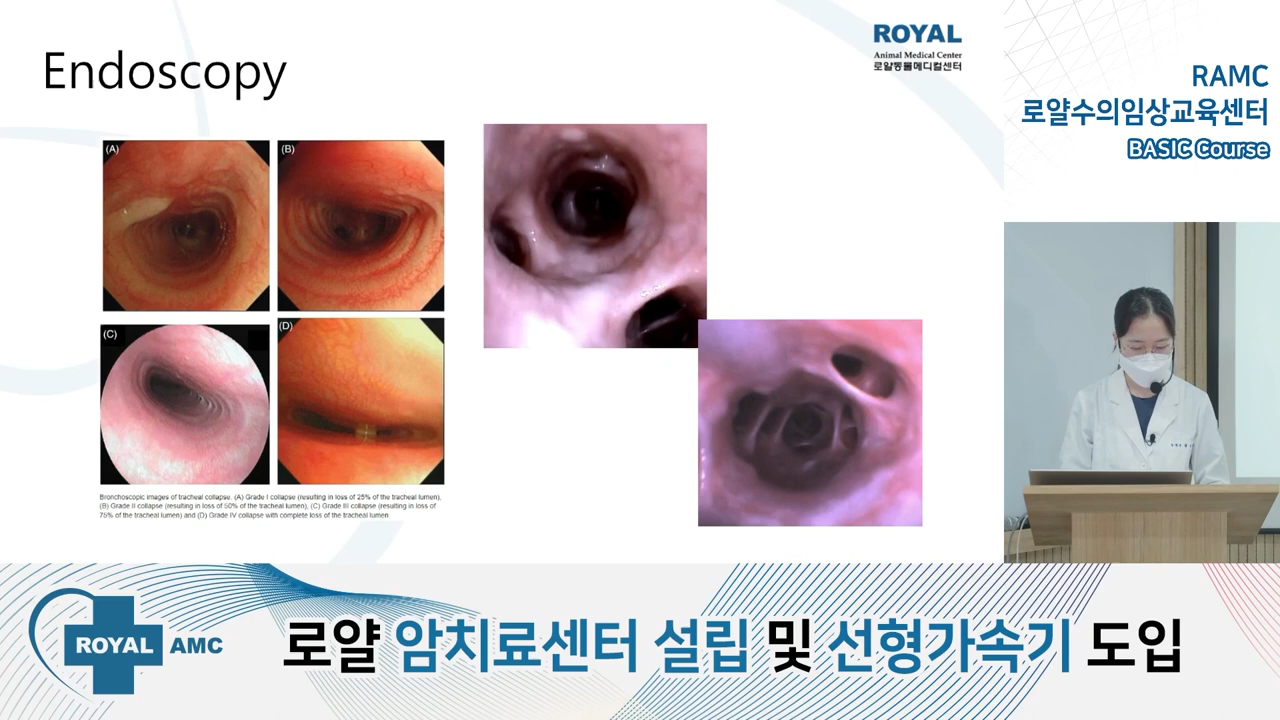 Endoscopy
ROYAL
Animal Medical Center
로얄동물메디컬센터
RAMC
로얄수의임상교육센터
BASIC Course
(A)
(B)
(C)
(D)
Bronchoscopic images of tracheal collapse. (A) Grade I collapse (resulting in loss of 25% of the tracheal lumen),
(B) Grade II collapse (resulting in loss of 50% of the tracheal lumen), (C) Grade III collapse (resulting in loss of
75% of the tracheal lumen) and (D) Grade IV collapse with complete loss of the tracheal lumen
ROYAL AMC
로얄 암치료센터 설립 및 선형가속기 도입